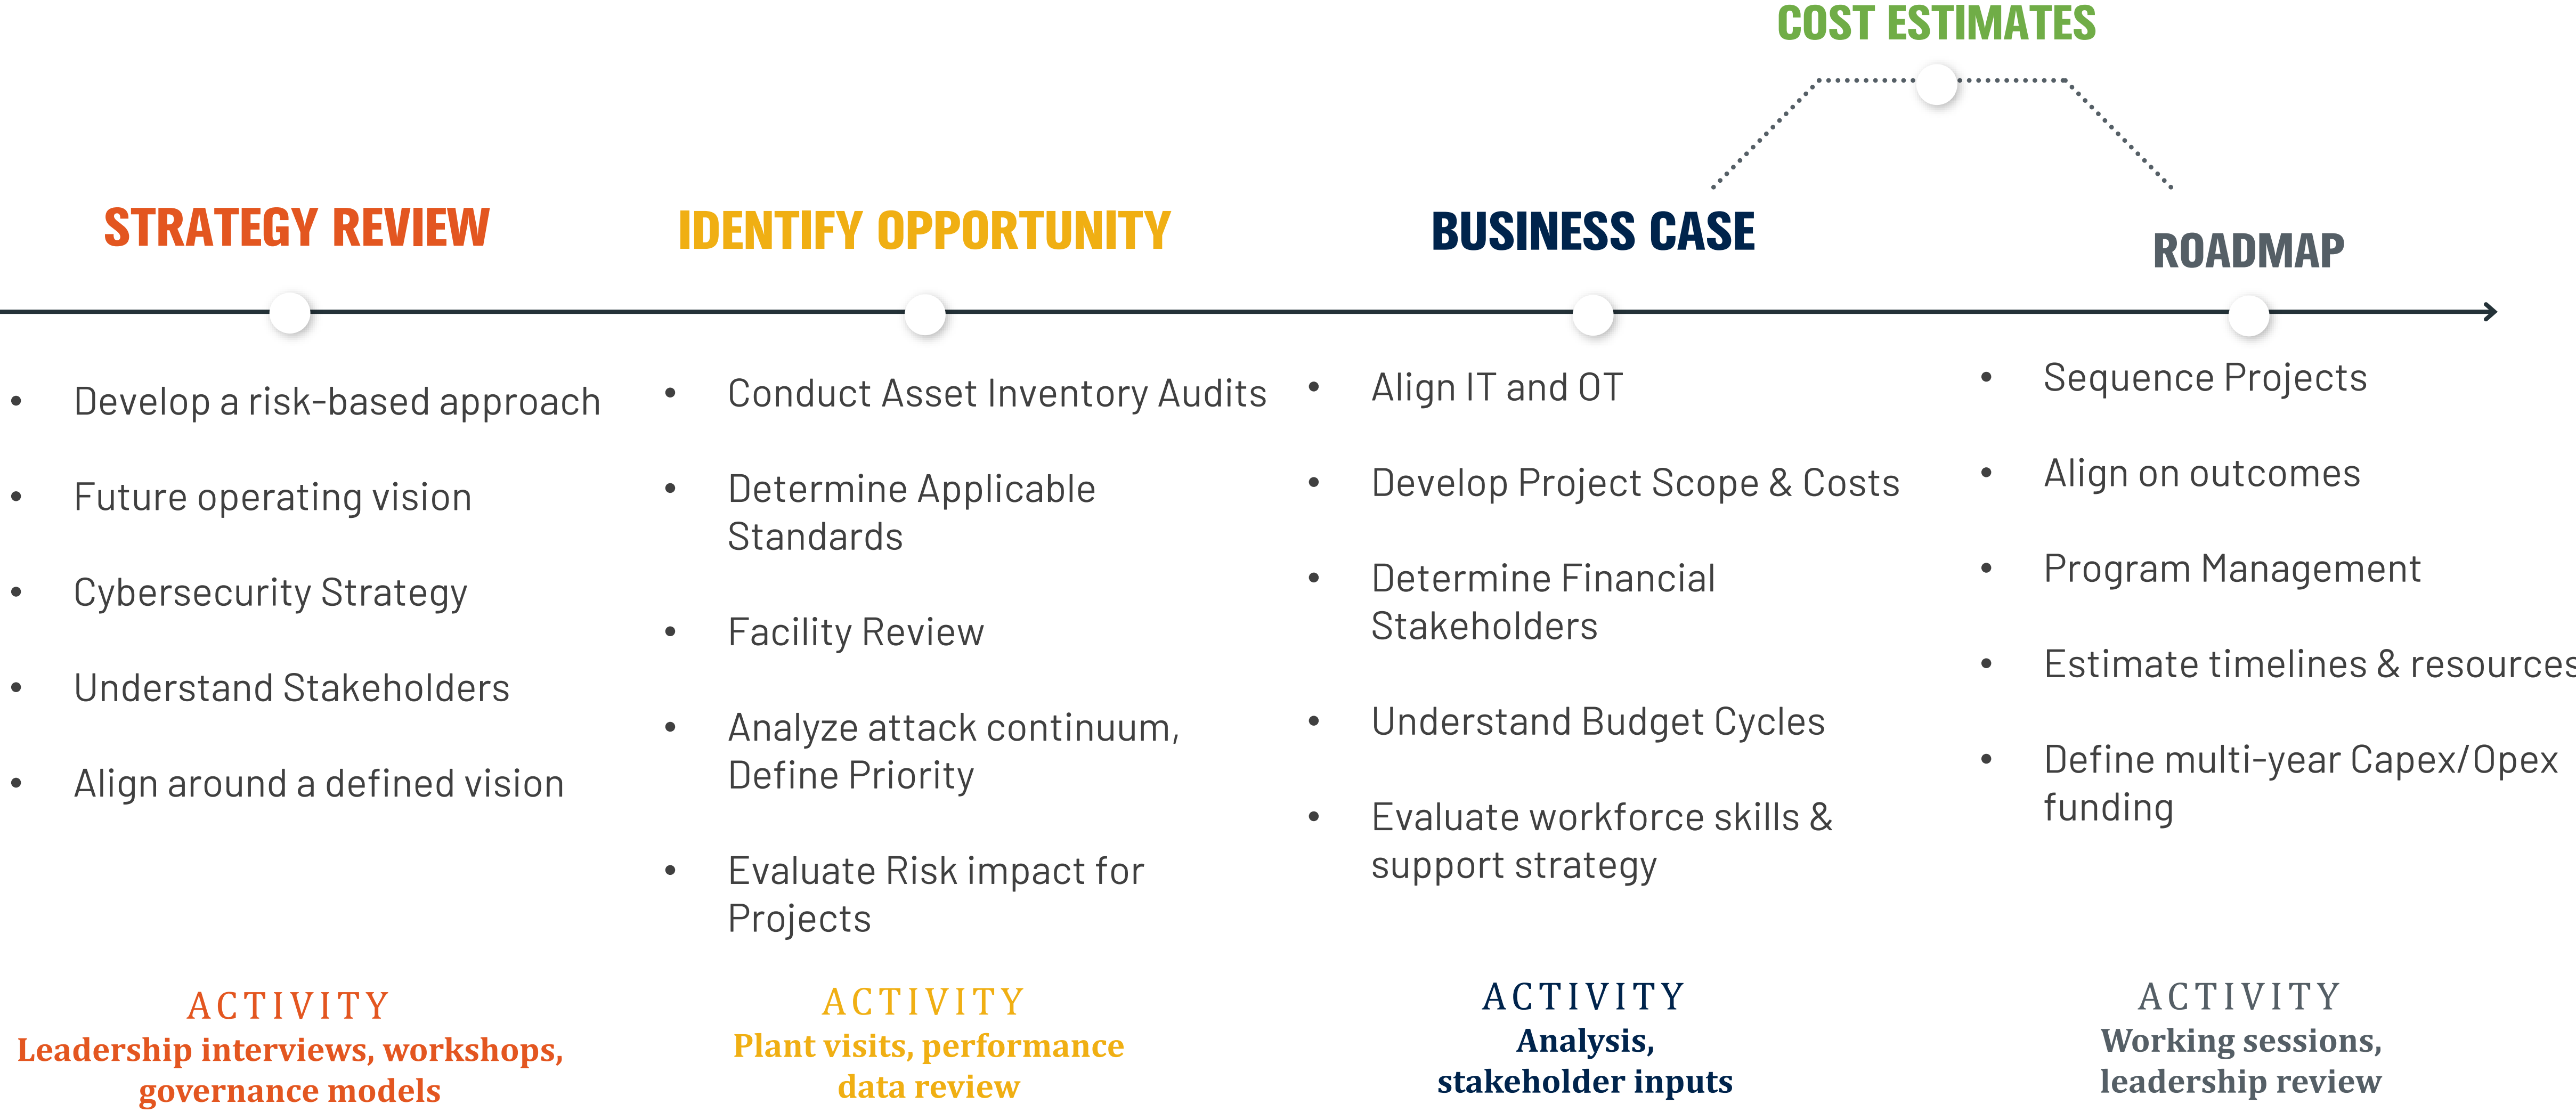 COST ESTIMATES
STRATEGY REVIEW
IDENTIFY OPPORTUNITY
BUSINESS CASE
ROADMAP
• Develop a risk-based approach
• Future operating vision
• Cybersecurity Strategy
• Understand Stakeholders
• Align around a defined vision
• Conduct Asset Inventory Audits
• Determine Applicable
Standards
• Facility Review
• Analyze attack continuum,
Define Priority
• Evaluate Risk impact for
Projects
• Align IT and OT
• Develop Project Scope & Costs
• Determine Financial
Stakeholders
• Understand Budget Cycles
• Evaluate workforce skills &
support strategy
• Sequence Projects
• Align on outcomes
• Program Management
• Estimate timelines & resources
• Define multi-year Capex/Opex
funding
ACTIVITY
Leadership interviews, workshops,
governance models
ACTIVITY
Plant visits, performance
data review
ACTIVITY
Analysis,
stakeholder inputs
ACTIVITY
Working sessions,
leadership review